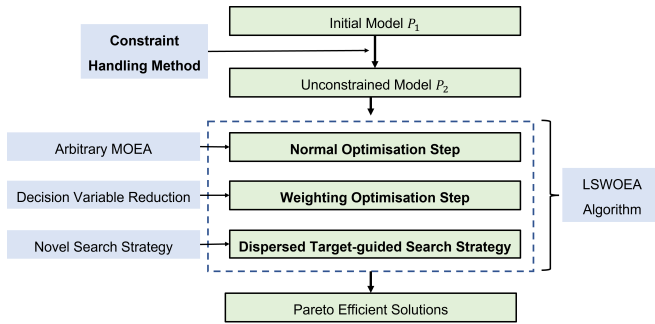 Initial Model P₁
Constraint
Handling Method
Unconstrained Model P₂
Arbitrary MOEA
Normal Optimisation Step
Decision Variable Reduction
Weighting Optimisation Step
LSWOEA
Algorithm
Novel Search Strategy
Dispersed Target-guided Search Strategy
Pareto Efficient Solutions